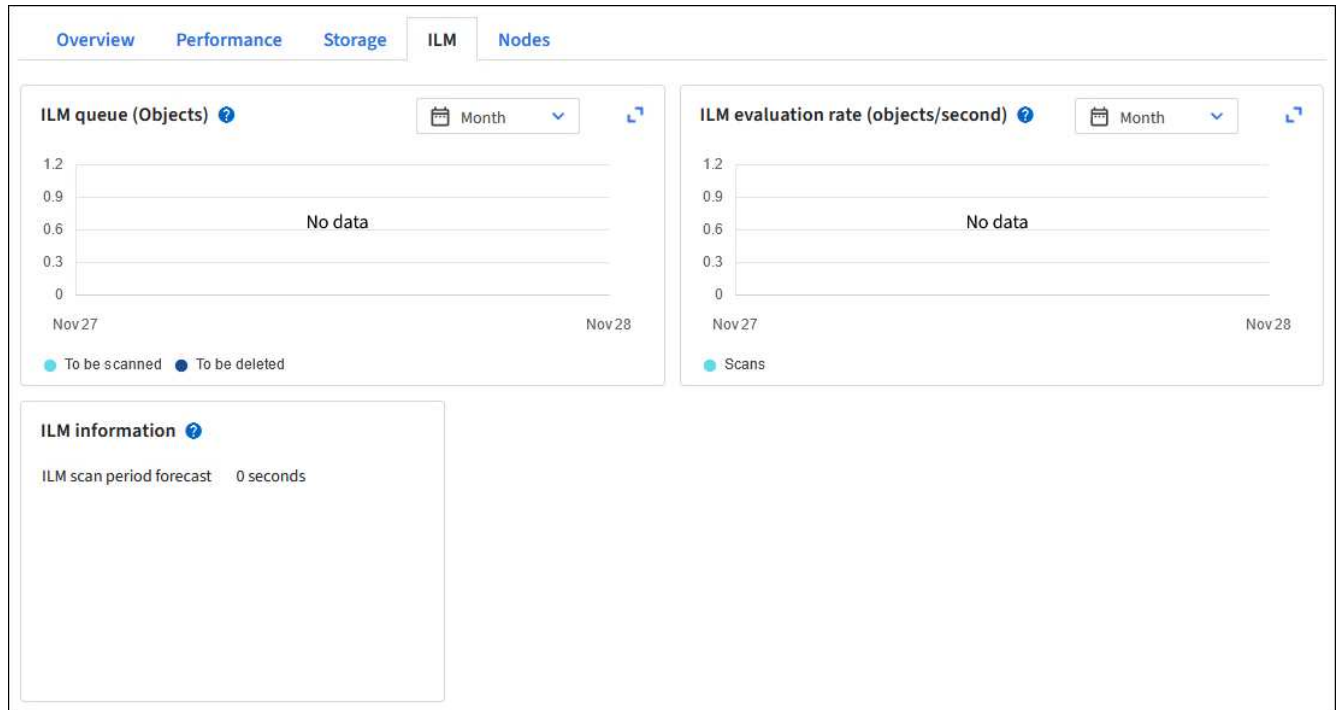 Overview Performance Storage ILM Nodes
ILM queue (Objects) ? Month
1.2
0.9
0.6
0.3
0
No data
Nov 27 Nov 28
To be scanned To be deleted
ILM evaluation rate (objects/second) ? Month
1.2
0.9
0.6
0.3
0
No data
Nov 27 Nov 28
Scans
ILM information ?
ILM scan period forecast 0 seconds